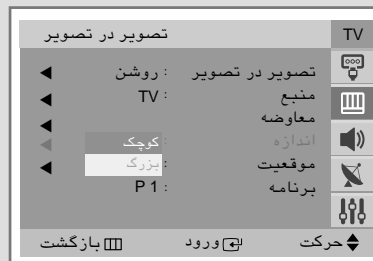 TV تصویر در تصویر
تصویر در تصویر : روشن
منبع : TV
معاوضه
اندازه : کوچک
موقعیت : بزرگ
برنامه : P 1
حرکت ورود بازگشت